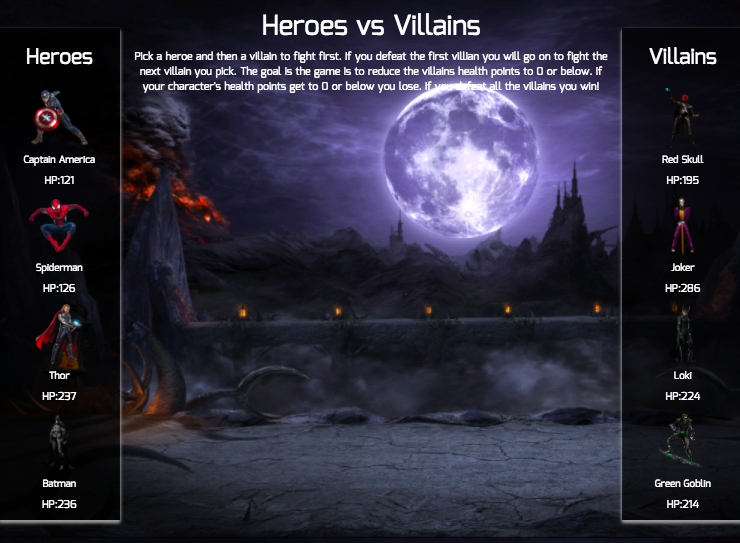 Heroes vs Villains
Pick a heroe and then a villain to fight first. If you defeat the first villian you will go on to fight the
next villain you pick. The goal is the game is to reduce the villains health points to 0 or below. If
your character's health points get to 0 or below you lose. If you defeat all the villains you win!
Heroes
Captain America
HP:121
Spiderman
HP:126
Thor
HP:237
Batman
HP:236
Villains
Red Skull
HP:195
Joker
HP:286
Loki
HP:224
Green Goblin
HP:214